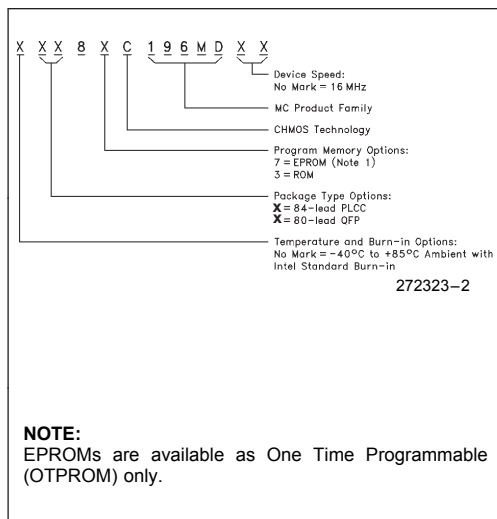 X XX 8 X C 196MD X X
Device Speed:
No Mark = 16 MHz
MC Product Family
CHMOS Technology
Program Memory Options:
7 = EPROM (Note 1)
3 = ROM
Package Type Options:
X = 84-lead PLCC
X = 80-lead QFP
Temperature and Burn-in Options:
No Mark = -40°C to +85°C Ambient with
Intel Standard Burn-in
272323-2
NOTE:
EPROMs are available as One Time Programmable
(OTPROM) only.